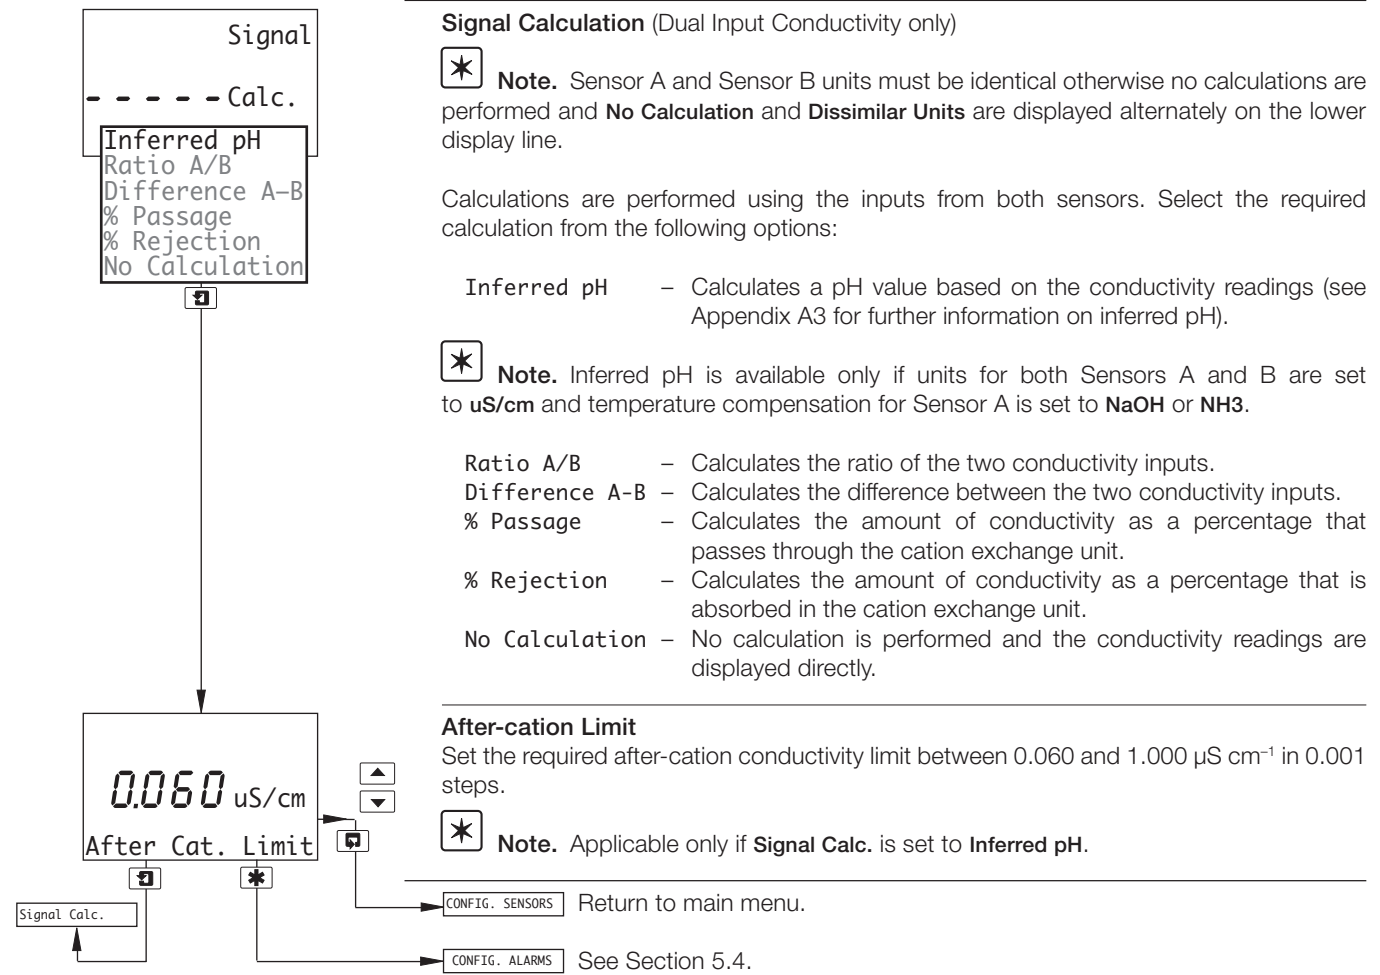 Signal
- - - - - Calc.
Inferred pH
Ratio A/B
Difference A–B
% Passage
% Rejection
No Calculation
Signal Calculation (Dual Input Conductivity only)
Note. Sensor A and Sensor B units must be identical otherwise no calculations are
performed and No Calculation and Dissimilar Units are displayed alternately on the lower
display line.
Calculations are performed using the inputs from both sensors. Select the required
calculation from the following options:
Inferred pH – Calculates a pH value based on the conductivity readings (see
Appendix A3 for further information on inferred pH).
Note. Inferred pH is available only if units for both Sensors A and B are set
to uS/cm and temperature compensation for Sensor A is set to NaOH or NH3.
Ratio A/B – Calculates the ratio of the two conductivity inputs.
Difference A-B – Calculates the difference between the two conductivity inputs.
% Passage – Calculates the amount of conductivity as a percentage that
passes through the cation exchange unit.
% Rejection – Calculates the amount of conductivity as a percentage that is
absorbed in the cation exchange unit.
No Calculation – No calculation is performed and the conductivity readings are
displayed directly.
0.060 uS/cm
After Cat. Limit
After-cation Limit
Set the required after-cation conductivity limit between 0.060 and 1.000 µS cm⁻¹ in 0.001
steps.
Note. Applicable only if Signal Calc. is set to Inferred pH.
Signal Calc.
CONFIG. SENSORS Return to main menu.
CONFIG. ALARMS See Section 5.4.